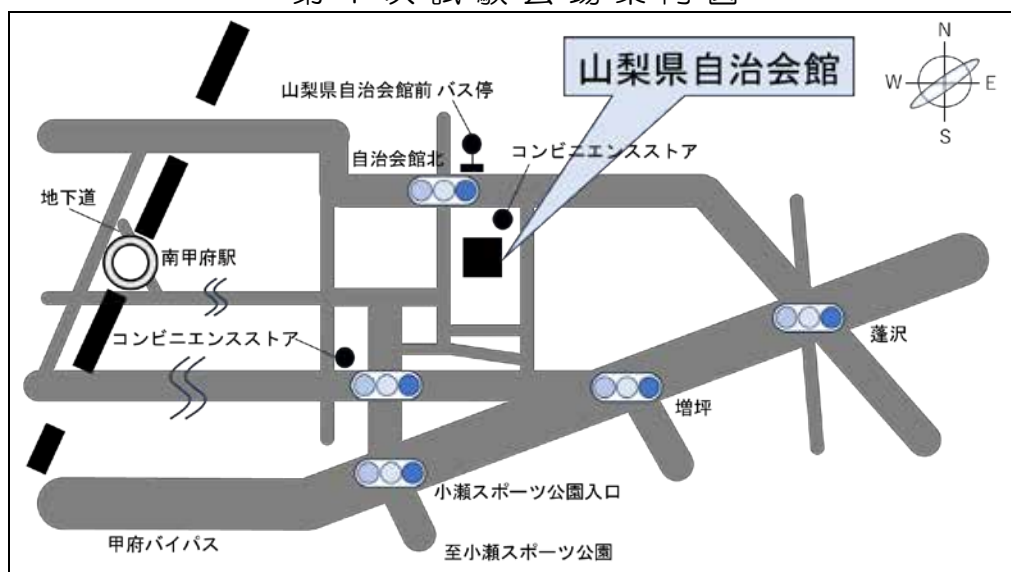 山梨県自治会館
N
W E
S
山梨県自治会館前 バス停
自治会館北
コンビニエンスストア
地下道
南甲府駅
コンビニエンスストア
蓬沢
増坪
小瀬スポーツ公園入口
甲府バイパス
至小瀬スポーツ公園